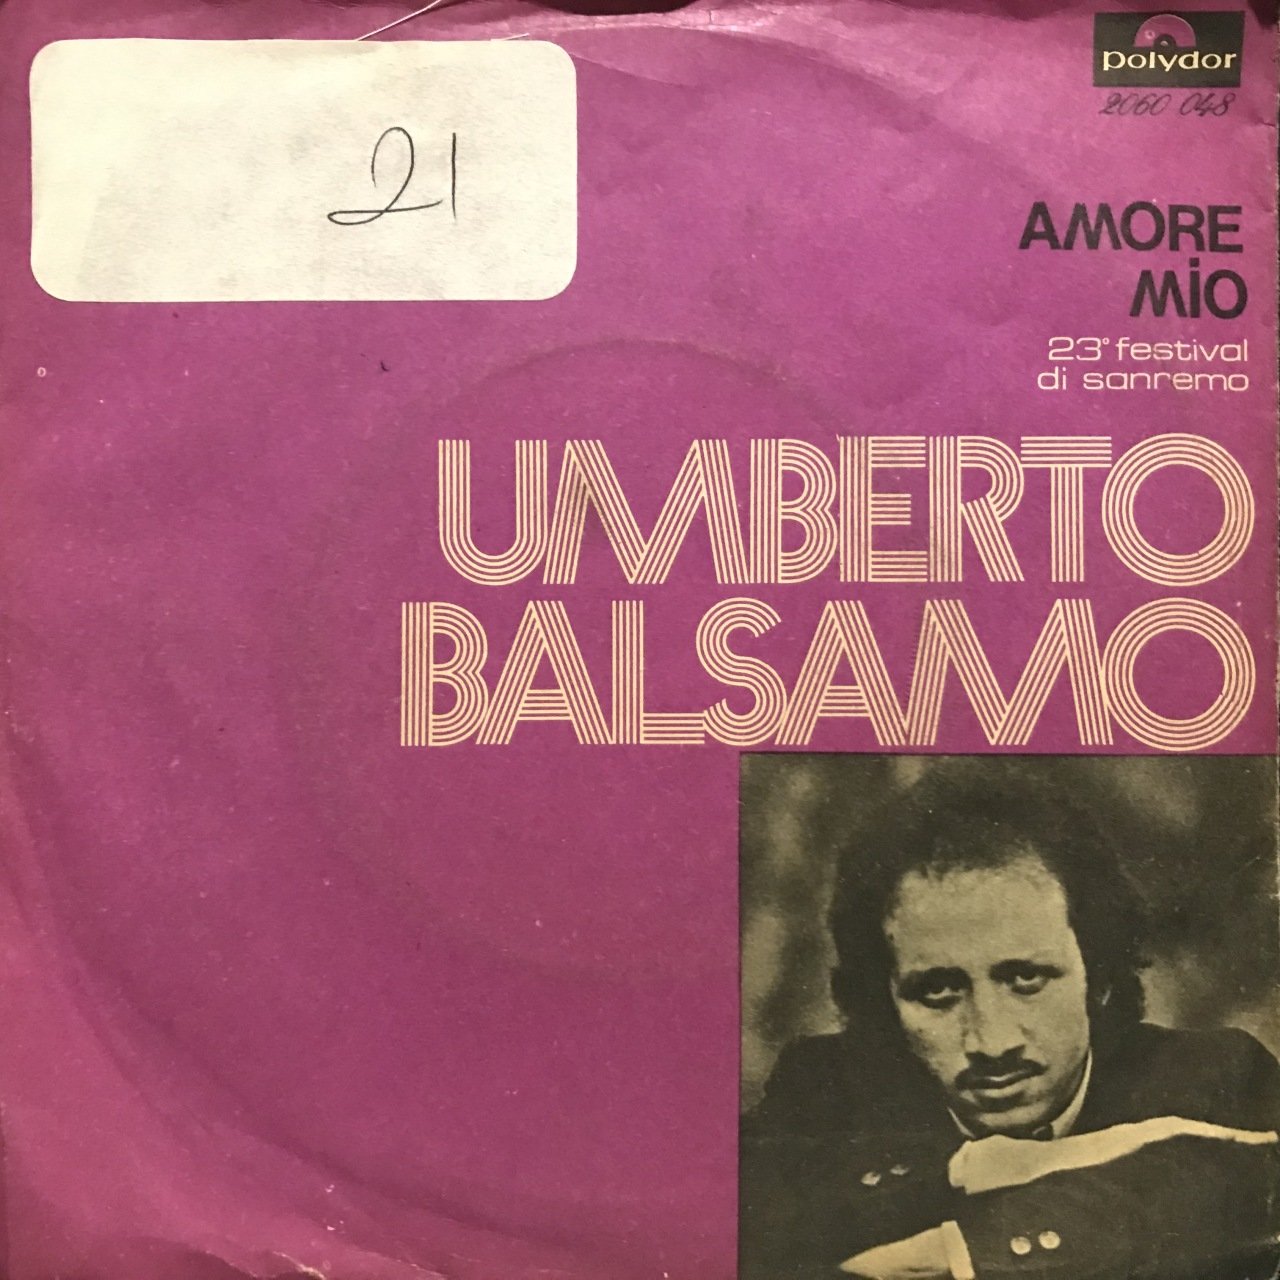 21
polydor
2060 048
AMORE
MiO
23° festival
di sanremo
UMBERTO
BALSAMO